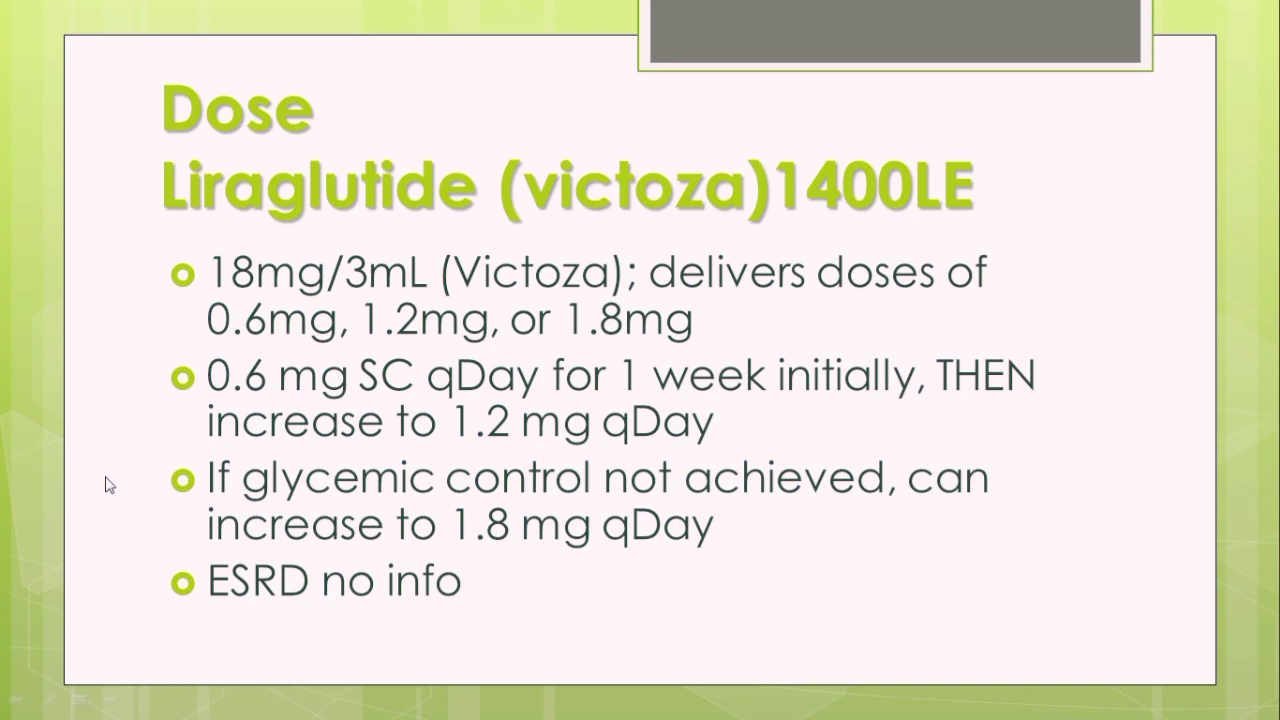 Dose
Liraglutide (victoza)1400LE
18mg/3mL (Victoza); delivers doses of
0.6mg, 1.2mg, or 1.8mg
0.6 mg SC qDay for 1 week initially, THEN
increase to 1.2 mg qDay
If glycemic control not achieved, can
increase to 1.8 mg qDay
ESRD no info